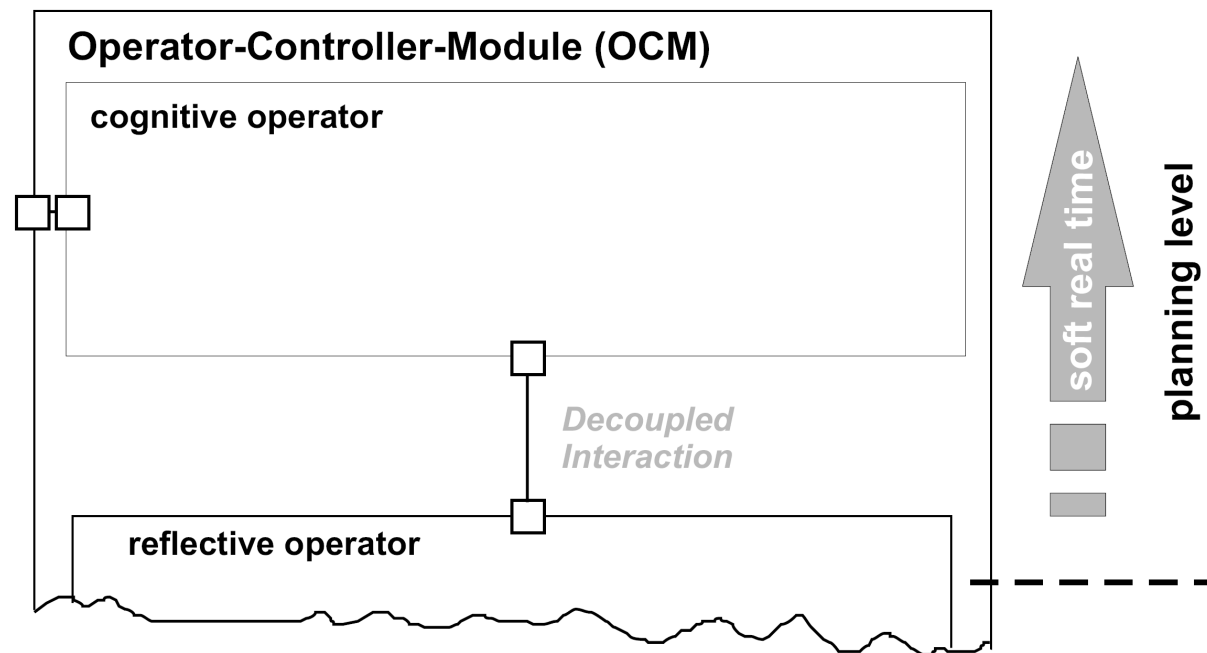 Operator-Controller-Module (OCM)
cognitive operator
soft real time
planning level
Decoupled
Interaction
reflective operator